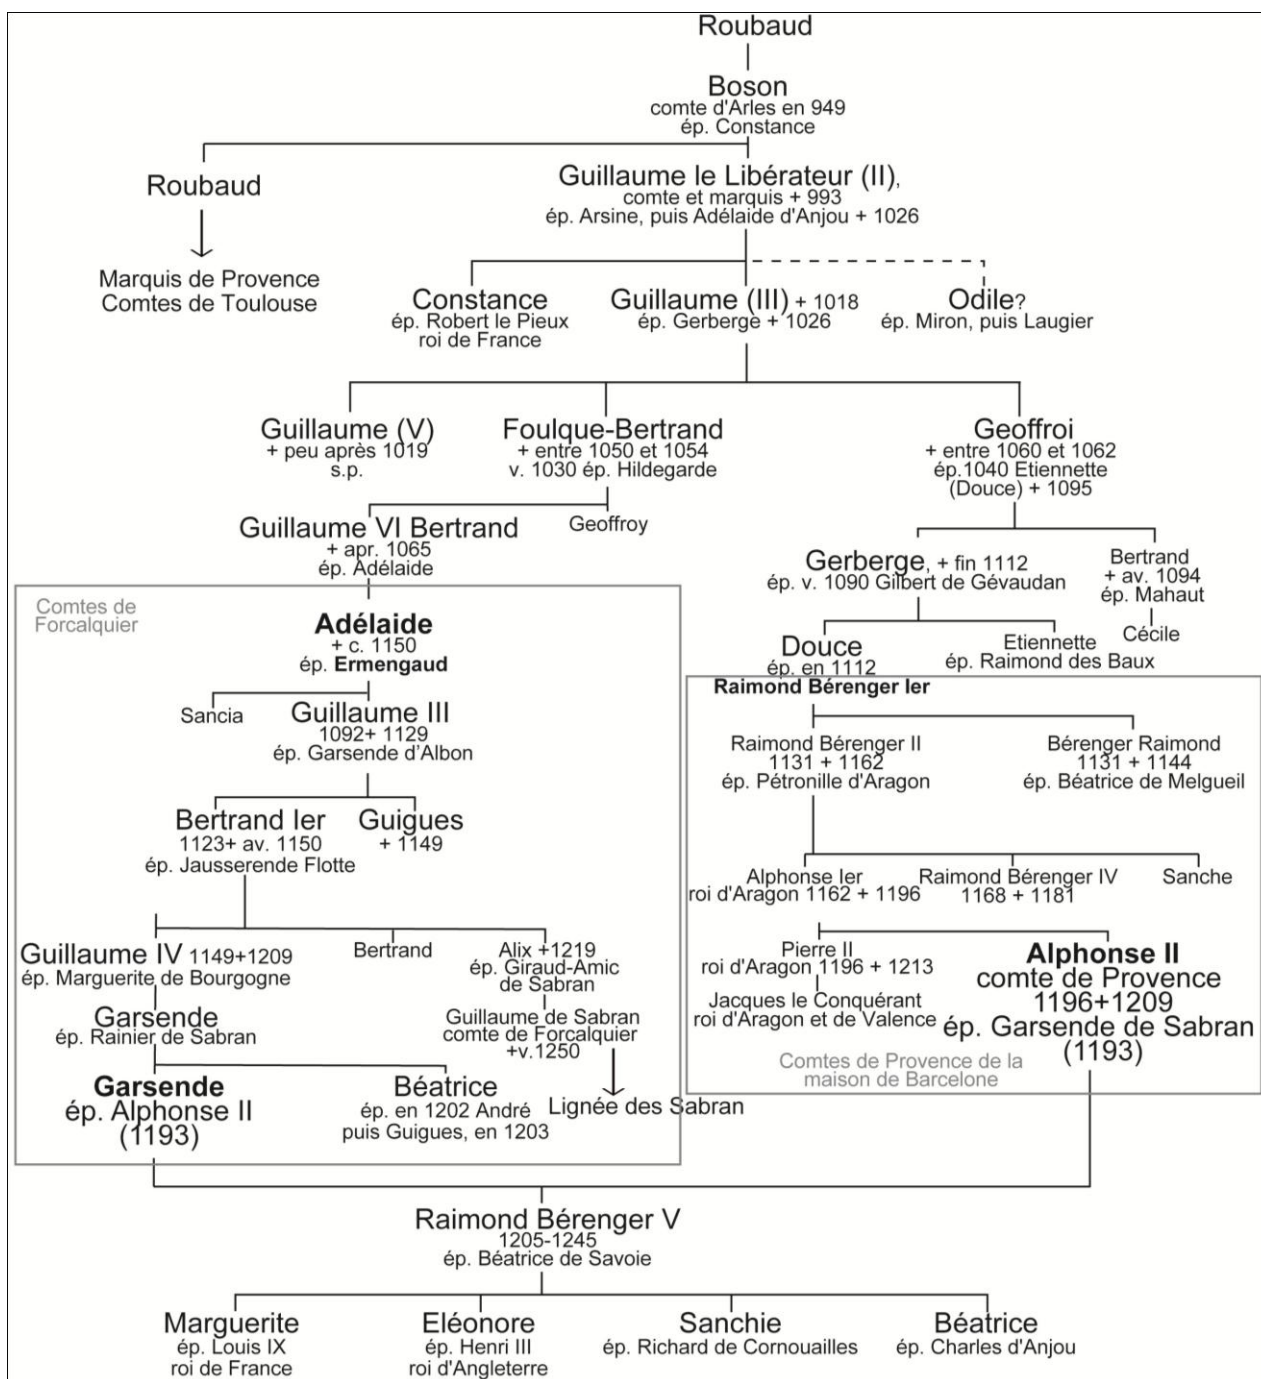 Roubaud
Boson
comte d'Arles en 949
ép. Constance
Roubaud
Marquis de Provence
Comtes de Toulouse
Guillaume le Libérateur (II),
comte et marquis + 993
ép. Arsine, puis Adélaide d'Anjou + 1026
Constance
ép. Robert le Pieux
roi de France
Guillaume (III) + 1018
ép. Gerberge + 1026
Odile?
ép. Miron, puis Laugier
Guillaume (V)
+ peu après 1019
s.p.
Foulque-Bertrand
+ entre 1050 et 1054
v. 1030 ép. Hildegarde
Geoffroi
+ entre 1060 et 1062
ép.1040 Etiennette
(Douce) + 1095
Guillaume VI Bertrand
+ apr. 1065
ép. Adélaide
Geoffroy
Gerberge, + fin 1112
ép. v. 1090 Gilbert de Gévaudan
Bertrand
+ av. 1094
ép. Mahaut
Cécile
Comtes de
Forcalquier
Adélaide
+ c. 1150
ép. Ermengaud
Douce
ép. en 1112
Raimond Bérenger Ier
Etiennette
ép. Raimond des Baux
Sancia
Guillaume III
1092+ 1129
ép. Garsende d'Albon
Raimond Bérenger II
1131 + 1162
ép. Pétronille d'Aragon
Bérenger Raimond
1131 + 1144
ép. Béatrice de Melgueil
Bertrand Ier
1123+ av. 1150
ép. Jausserende Flotte
Guigues
+ 1149
Alphonse Ier
roi d'Aragon 1162 + 1196
Raimond Bérenger IV
1168 + 1181
Sanche
Guillaume IV 1149+1209
ép. Marguerite de Bourgogne
Bertrand
Alix +1219
ép. Giraud-Amic
de Sabran
Pierre II
roi d'Aragon 1196 + 1213
Jacques le Conquérant
roi d'Aragon et de Valence
Alphonse II
comte de Provence
1196+1209
ép. Garsende de Sabran
(1193)
Garsende
ép. Rainier de Sabran
Guillaume de Sabran
comte de Forcalquier
+v.1250
Comtes de Provence de la
maison de Barcelone
Garsende
ép. Alphonse II
(1193)
Béatrice
ép. en 1202 André
puis Guigues, en 1203
Lignée des Sabran
Raimond Bérenger V
1205-1245
ép. Béatrice de Savoie
Marguerite
ép. Louis IX
roi de France
Eléonore
ép. Henri III
roi d'Angleterre
Sanchie
ép. Richard de Cornouailles
Béatrice
ép. Charles d'Anjou